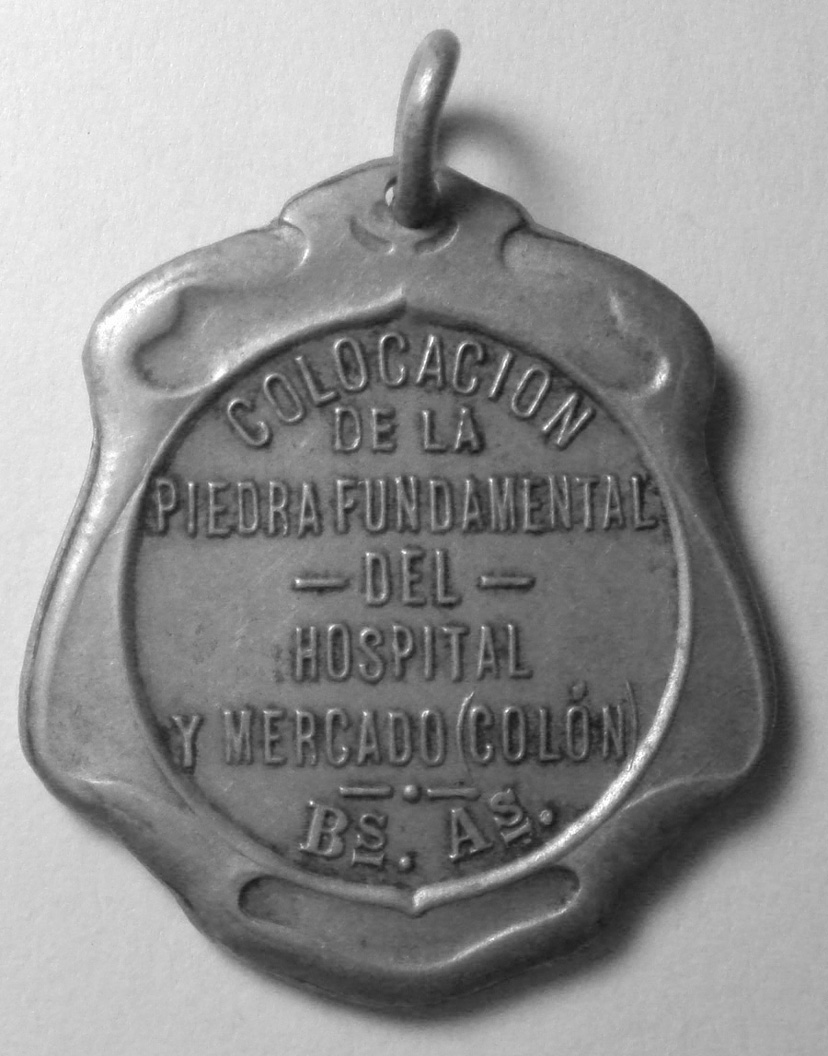 COLOCACION
DE LA
PIEDRA FUNDAMENTAL
— DEL —
HOSPITAL
Y MERCADO (COLÓN)
Bs. As.